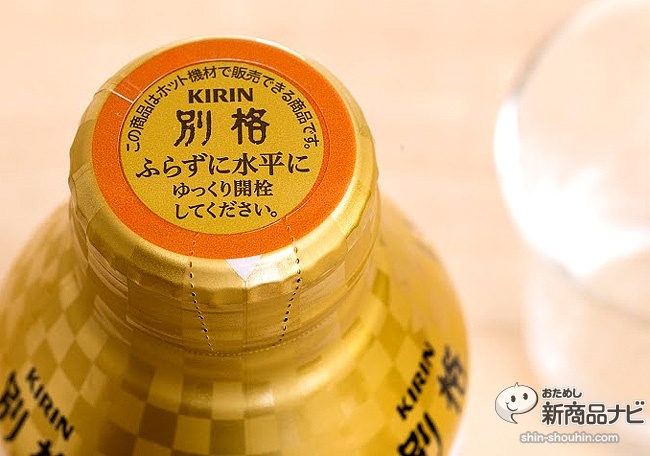 この商品はホット機材で販売できる商品です。
KIRIN
別格
ふらずに水平に
ゆっくり開栓
してください。
KIRIN
別格
KIRIN
別格
おためし
新商品ナビ
shin-shouhin.com